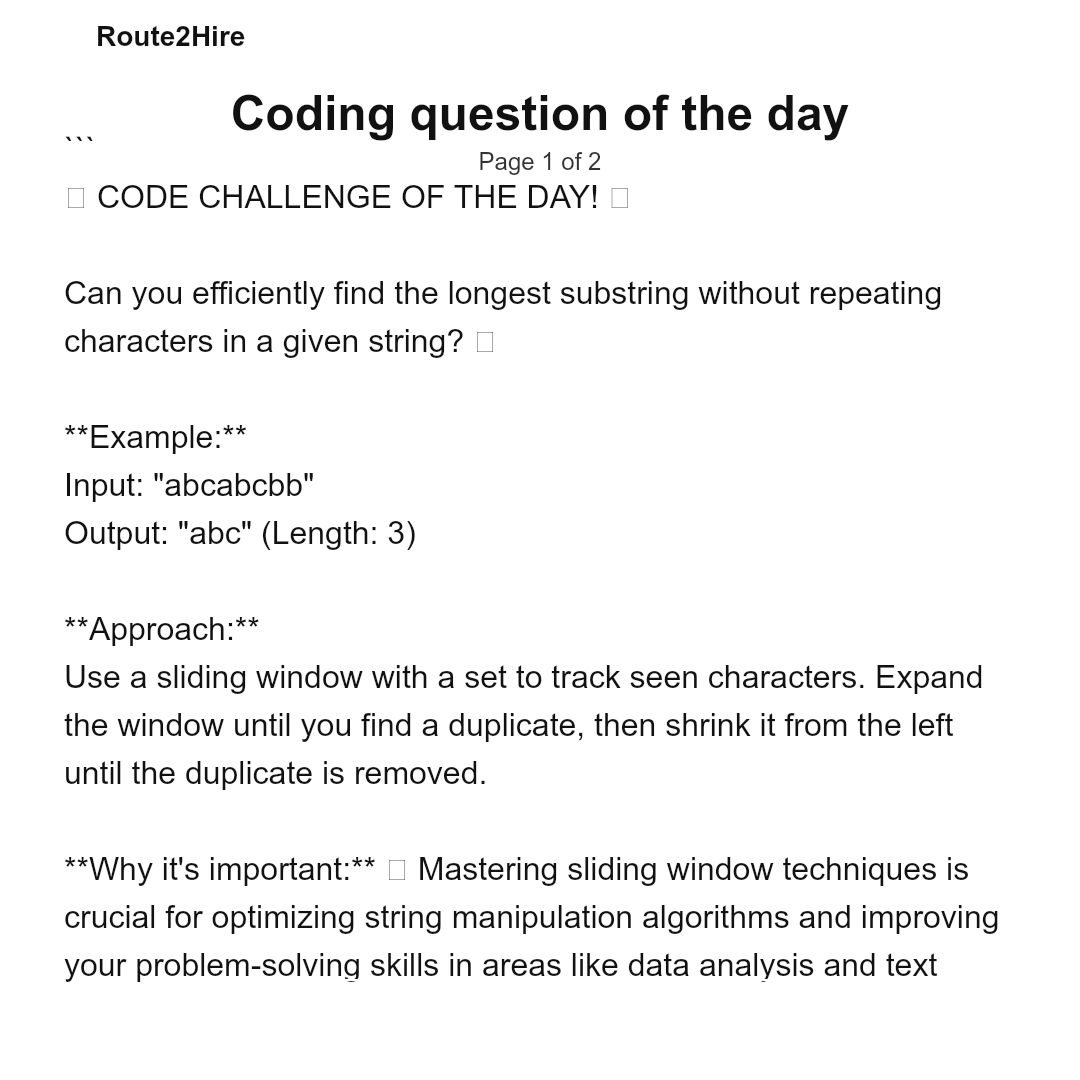 Route2Hire
Coding question of the day
```
Page 1 of 2
CODE CHALLENGE OF THE DAY!
Can you efficiently find the longest substring without repeating
characters in a given string?
**Example:**
Input: "abcabcbb"
Output: "abc" (Length: 3)
**Approach:**
Use a sliding window with a set to track seen characters. Expand
the window until you find a duplicate, then shrink it from the left
until the duplicate is removed.
**Why it's important:** Mastering sliding window techniques is
crucial for optimizing string manipulation algorithms and improving
your problem-solving skills in areas like data analysis and text